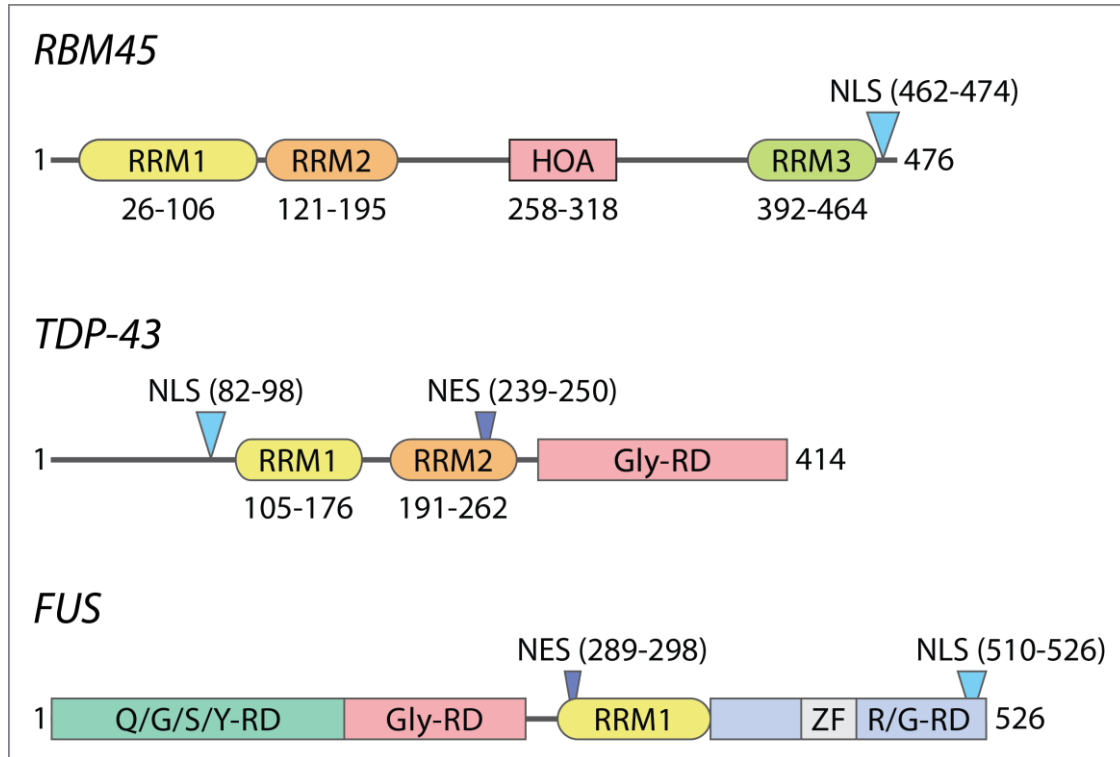 RBM45
NLS (462-474)
1 RRM1 RRM2 HOA RRM3 476
26-106 121-195 258-318 392-464
TDP-43
NLS (82-98) NES (239-250)
1 RRM1 RRM2 Gly-RD 414
105-176 191-262
FUS
NES (289-298) NLS (510-526)
1 Q/G/S/Y-RD Gly-RD RRM1 ZF R/G-RD 526